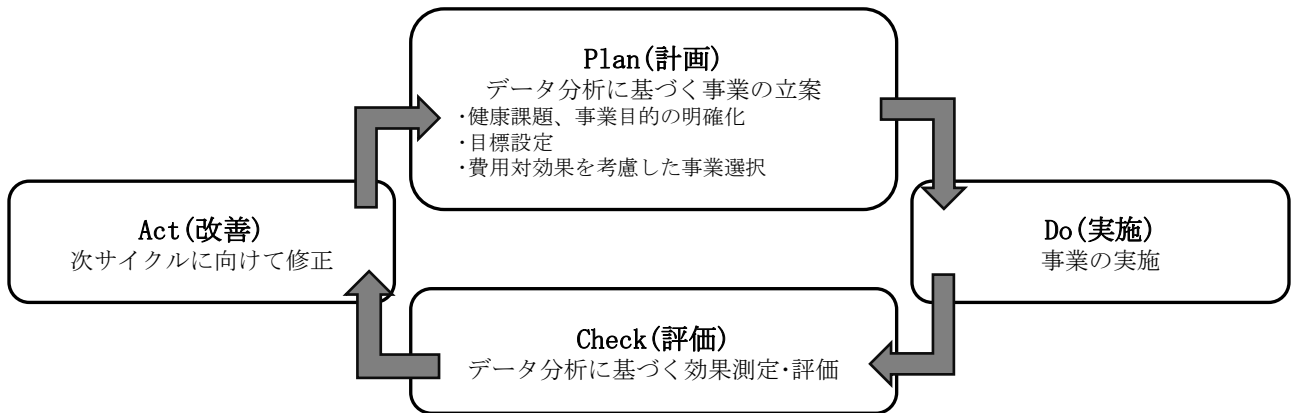 Plan(計画)
データ分析に基づく事業の立案
･健康課題、事業目的の明確化
･目標設定
･費用対効果を考慮した事業選択
Act(改善)
次サイクルに向けて修正
Do(実施)
事業の実施
Check(評価)
データ分析に基づく効果測定･評価